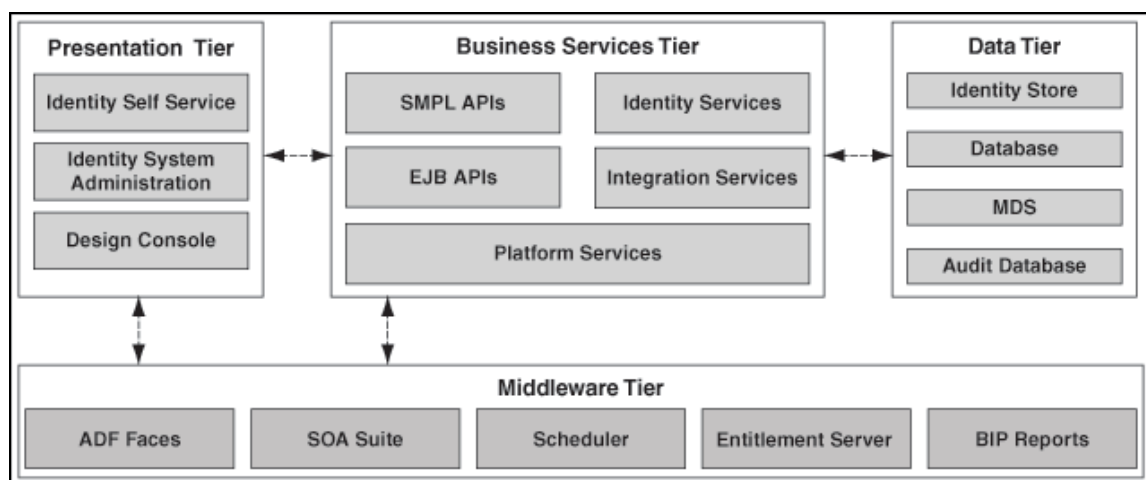 Presentation Tier
Identity Self Service
Identity System
Administration
Design Console
Business Services Tier
SMPL APIs
Identity Services
EJB APIs
Integration Services
Platform Services
Data Tier
Identity Store
Database
MDS
Audit Database
Middleware Tier
ADF Faces
SOA Suite
Scheduler
Entitlement Server
BIP Reports